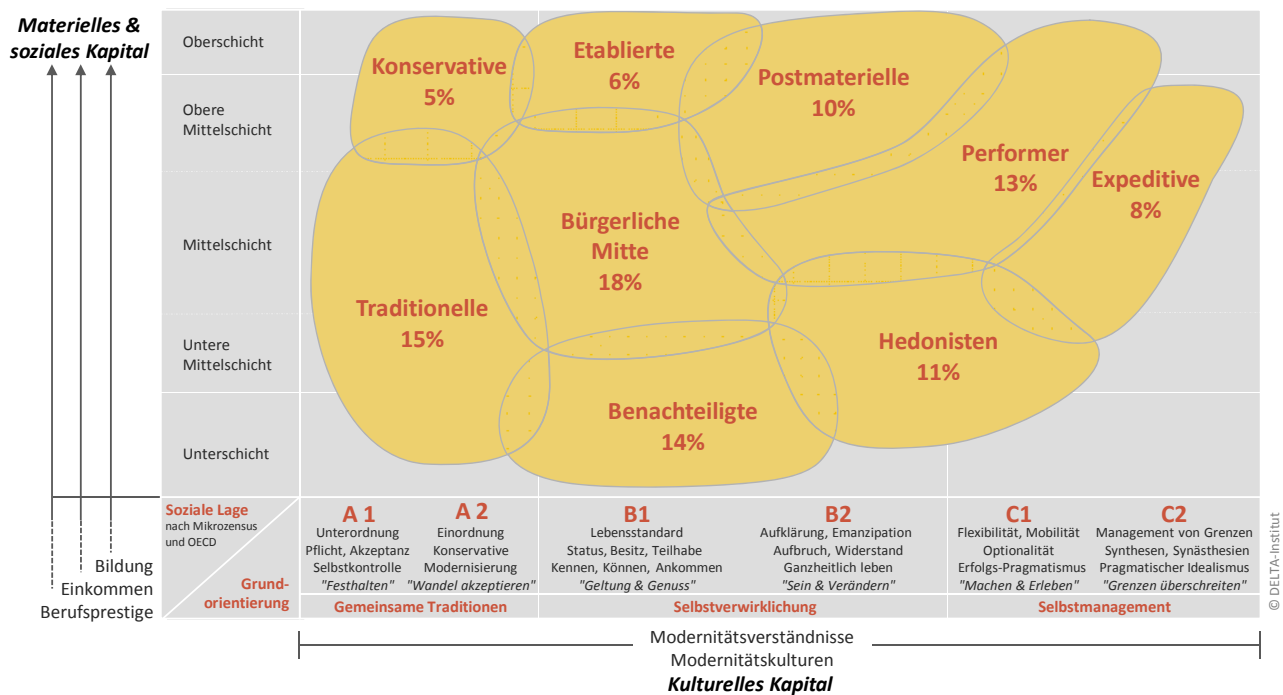 Materielles &
soziales Kapital
Oberschicht
Obere
Mittelschicht
Mittelschicht
Untere
Mittelschicht
Unterschicht
Konservative
5%
Etablierte
6%
Postmaterielle
10%
Performer
13%
Expeditive
8%
Bürgerliche
Mitte
18%
Traditionelle
15%
Hedonisten
11%
Benachteiligte
14%
Soziale Lage
nach Mikrozensus
und OECD
Grund-
orientierung
Bildung
Einkommen
Berufsprestige
A 1
Unterordnung
Pflicht, Akzeptanz
Selbstkontrolle
"Festhalten"
A 2
Einordnung
Konservative
Modernisierung
"Wandel akzeptieren"
B1
Lebensstandard
Status, Besitz, Teilhabe
Kennen, Können, Ankommen
"Geltung & Genuss"
B2
Aufklärung, Emanzipation
Aufbruch, Widerstand
Ganzheitlich leben
"Sein & Verändern"
C1
Flexibilität, Mobilität
Optionalität
Erfolgs-Pragmatismus
"Machen & Erleben"
C2
Management von Grenzen
Synthesen, Synästhesien
Pragmatischer Idealismus
"Grenzen überschreiten"
Gemeinsame Traditionen
Selbstverwirklichung
Selbstmanagement
Modernitätsverständnisse
Modernitätskulturen
Kulturelles Kapital
© DELTA-Institut